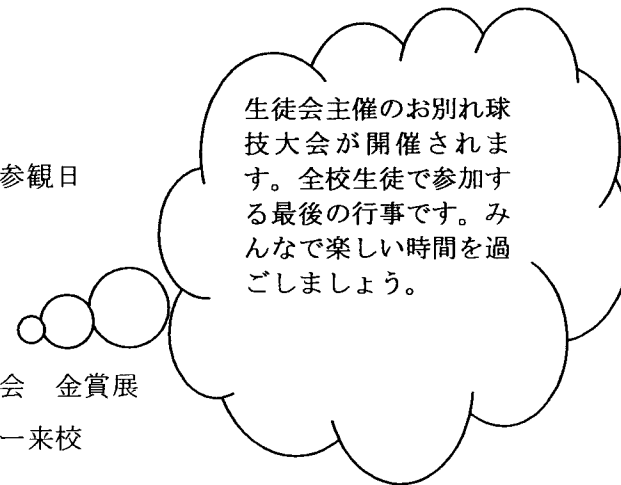 生徒会主催のお別れ球
技大会が開催されま
す。全校生徒で参加す
る最後の行事です。み
んなで楽しい時間を過
ごしましょう。
参観日
会　金賞展
ー来校